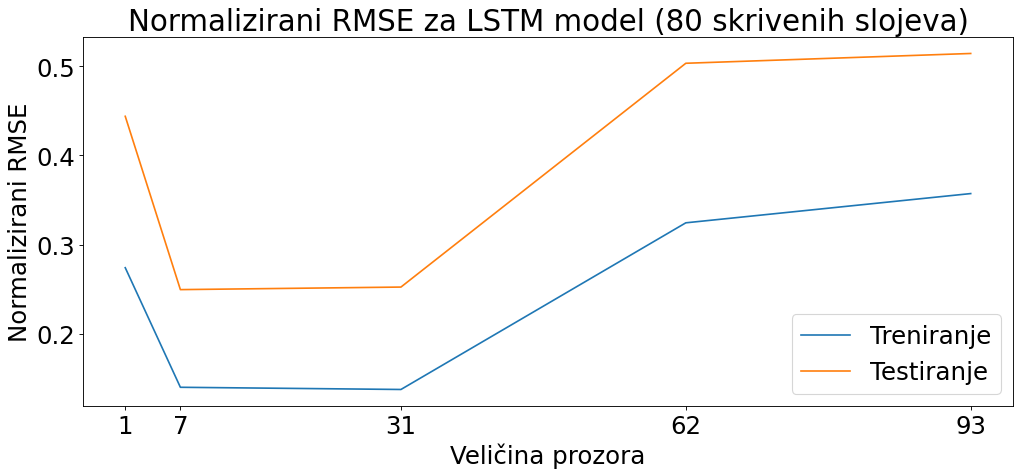 Normalizirani RMSE za LSTM model (80 skrivenih slojeva)
Normalizirani RMSE
0.5
0.4
0.3
0.2
Treniranje
Testiranje
1 7 31 62 93
Veličina prozora